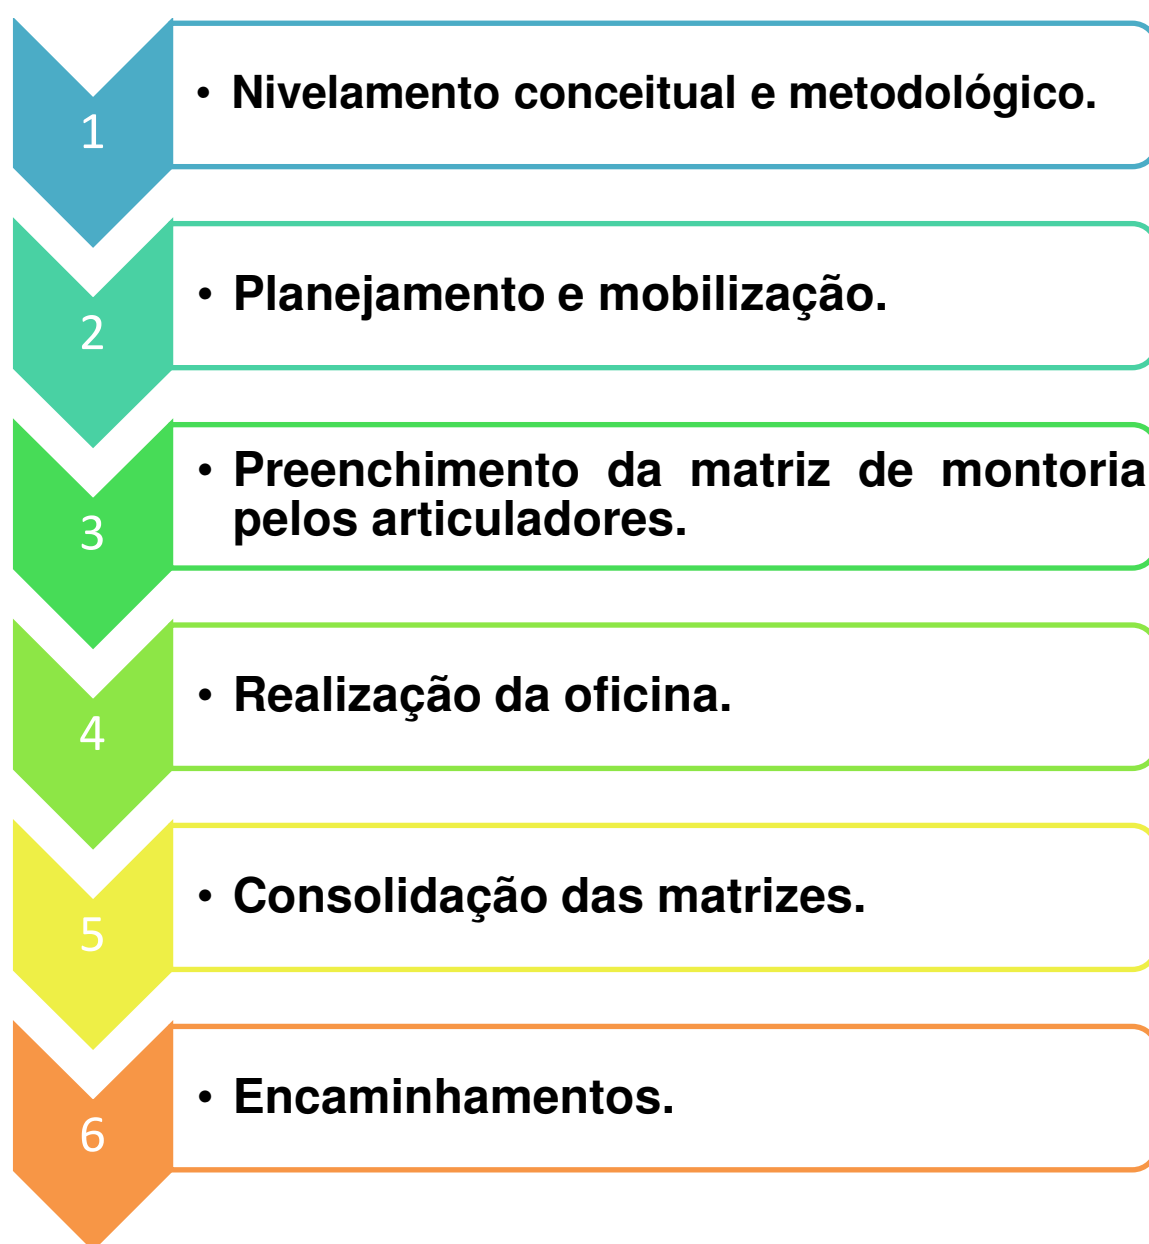 1
• Nivelamento conceitual e metodológico.
2
• Planejamento e mobilização.
3
• Preenchimento da matriz de montoria
pelos articuladores.
4
• Realização da oficina.
5
• Consolidação das matrizes.
6
• Encaminhamentos.